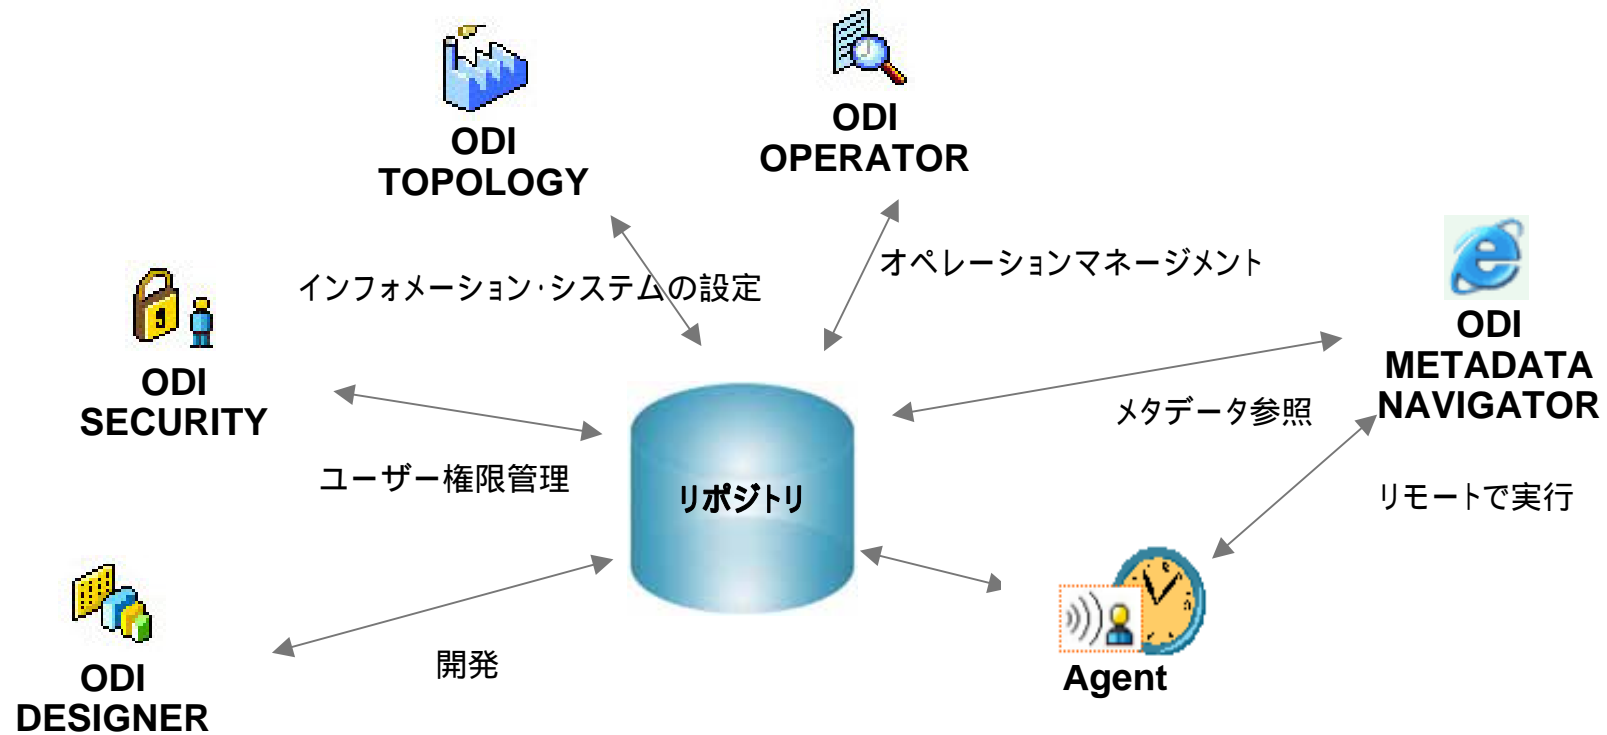 ODI
TOPOLOGY
ODI
OPERATOR
インフォメーション・システムの設定
オペレーションマネージメント
ODI
METADATA
NAVIGATOR
ODI
SECURITY
メタデータ参照
ユーザー権限管理
リポジトリ
リモートで実行
開発
ODI
DESIGNER
Agent